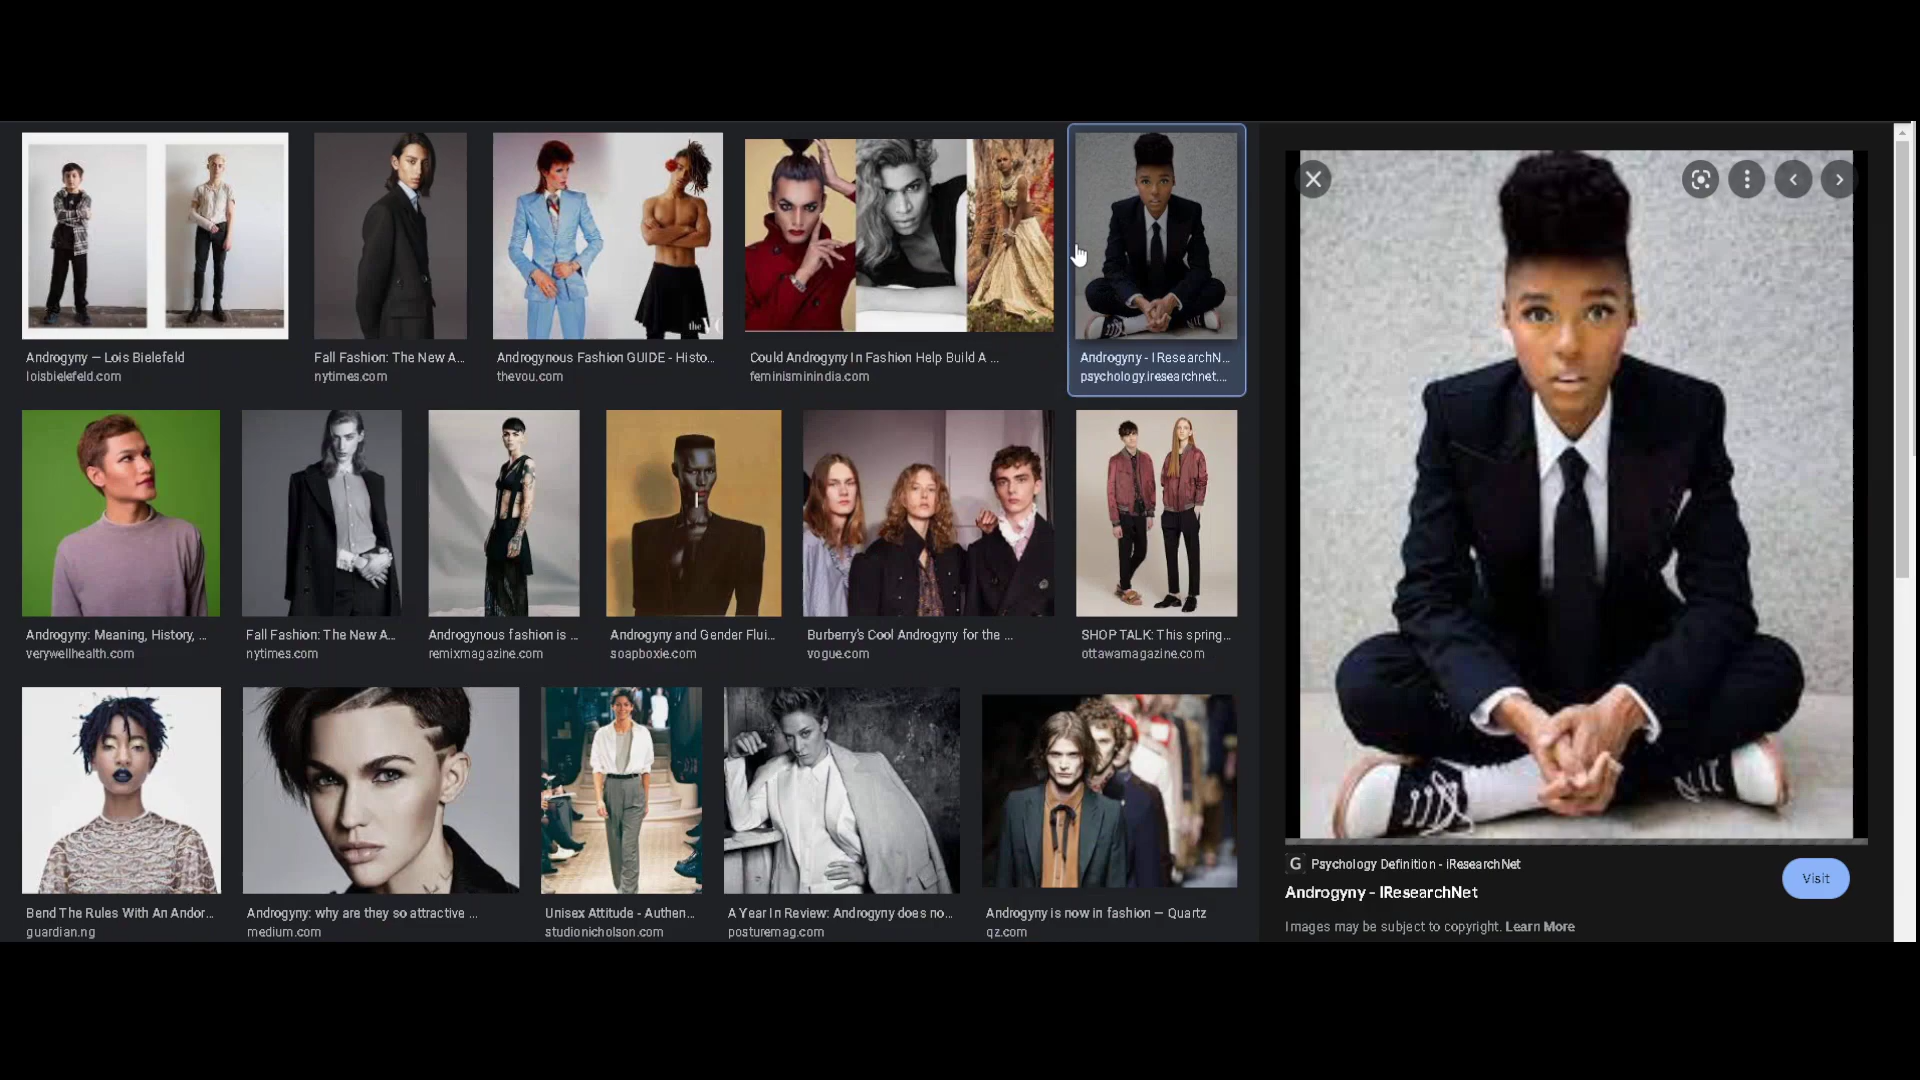 Androgyny — Lois Bielefeld
loisbielefeld.com
Fall Fashion: The New A...
nytimes.com
the VO
Androgynous Fashion GUIDE - Histo...
thevou.com
Could Androgyny In Fashion Help Build A ...
feminisminindia.com
Androgyny - IResearchN...
psychology.iresearchnet....
Androgyny: Meaning, History, ...
verywellhealth.com
Fall Fashion: The New A...
nytimes.com
Androgynous fashion is ...
remixmagazine.com
Androgyny and Gender Flui...
soapboxie.com
Burberry's Cool Androgyny for the ...
vogue.com
SHOP TALK: This spring...
ottawamagazine.com
Bend The Rules With An Andor...
guardian.ng
Androgyny: why are they so attractive ...
medium.com
Unisex Attitude - Authen...
studionicholson.com
A Year In Review: Androgyny does no...
posturemag.com
Androgyny is now in fashion — Quartz
qz.com
G Psychology Definition - iResearchNet
Androgyny - IResearchNet
Visit
Images may be subject to copyright. Learn More